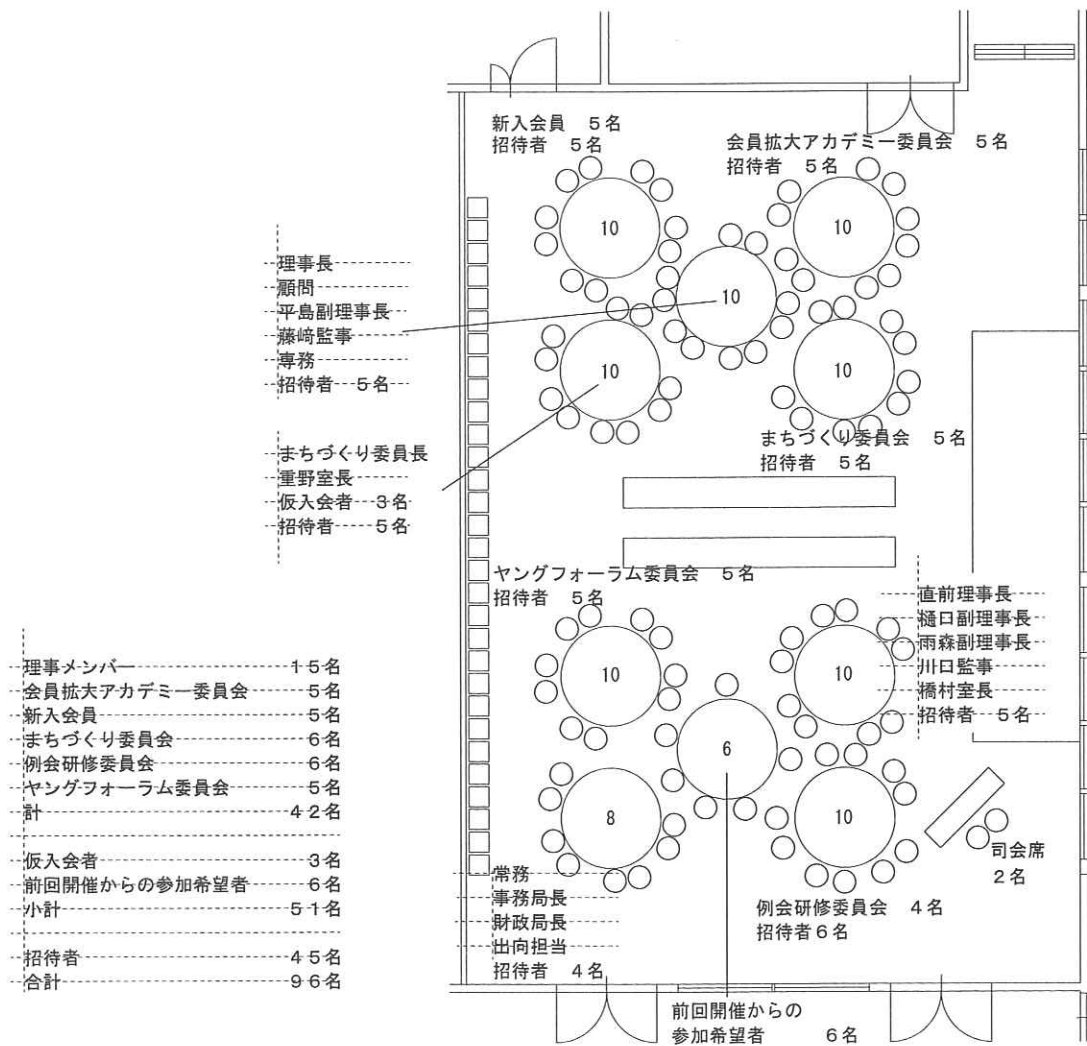 新入会員　５名
招待者　５名
会員拡大アカデミー委員会　５名
招待者　５名
10
10
10
理事長
顧問
平島副理事長
藤﨑監事
専務
招待者　５名
10
10
まちづくり委員長
重野室長
仮入会者　３名
招待者　５名
まちづくり委員会　５名
招待者　５名
ヤングフォーラム委員会　５名
招待者　５名
直前理事長
樋口副理事長
雨森副理事長
川口監事
橋村室長
招待者　５名
10
10
6
8
10
理事メンバー　１５名
会員拡大アカデミー委員会　５名
新入会員　５名
まちづくり委員会　６名
例会研修委員会　６名
ヤングフォーラム委員会　５名
計　４２名
仮入会者　３名
前回開催からの参加希望者　６名
小計　５１名
招待者　４５名
合計　９６名
司会席
２名
常務
事務局長
財政局長
出向担当
招待者　４名
例会研修委員会　４名
招待者６名
前回開催からの
参加希望者　６名